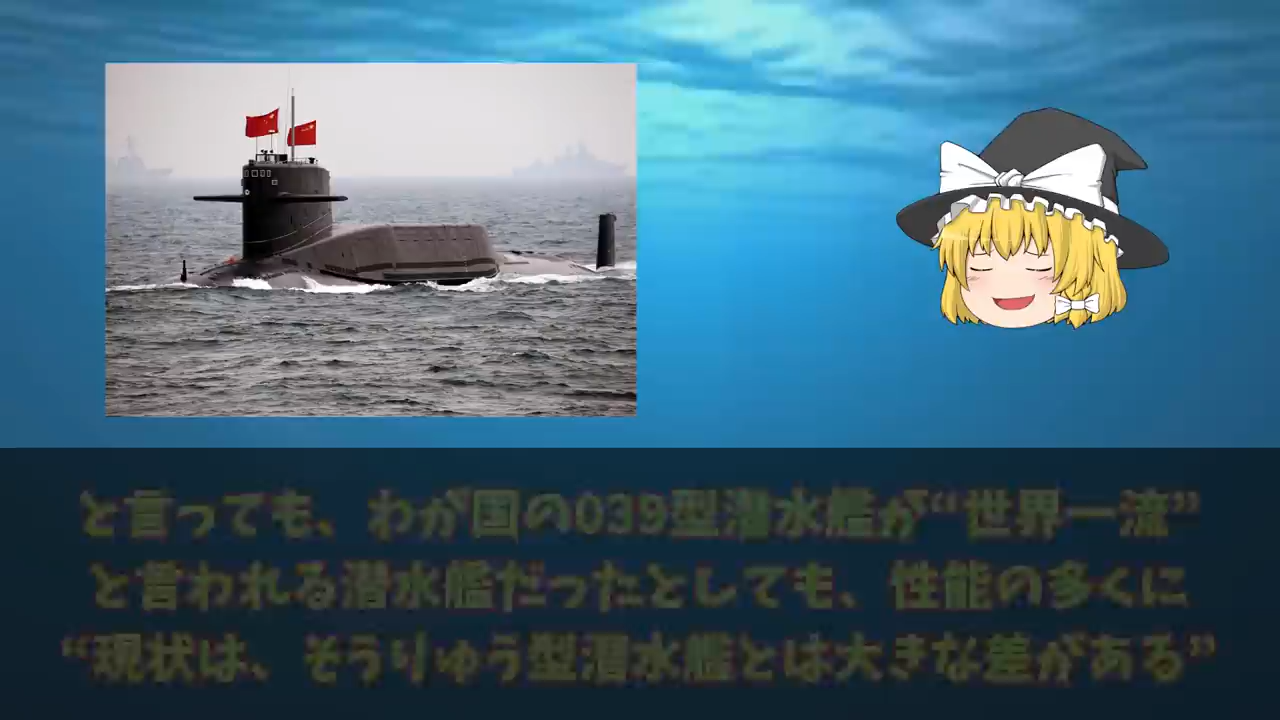 と言っても、わが国の039型潜水艦が“世界一流”
と言われる潜水艦だったとしても、性能の多くに
“現状は、そうりゅう型潜水艦とは大きな差がある”